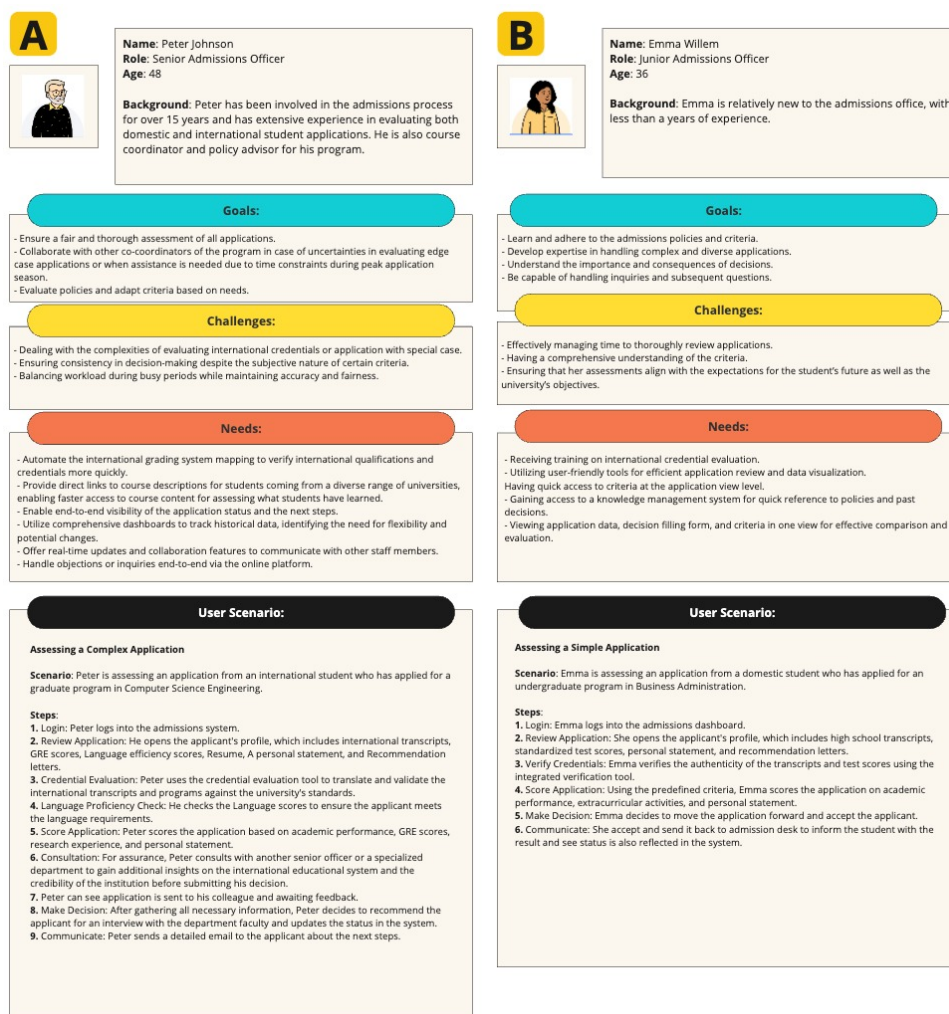 A
Name: Peter Johnson
Role: Senior Admissions Officer
Age: 48
Background: Peter has been involved in the admissions process
for over 15 years and has extensive experience in evaluating both
domestic and international student applications. He is also course
coordinator and policy advisor for his program.
Goals:
- Ensure a fair and thorough assessment of all applications.
- Collaborate with other co-coordinators of the program in case of uncertainties in evaluating edge
case applications or when assistance is needed due to time constraints during peak application
season.
- Evaluate policies and adapt criteria based on needs.
Challenges:
- Dealing with the complexities of evaluating international credentials or application with special case.
- Ensuring consistency in decision-making despite the subjective nature of certain criteria.
- Balancing workload during busy periods while maintaining accuracy and fairness.
Needs:
- Automate the international grading system mapping to verify international qualifications and
credentials more quickly.
- Provide direct links to course descriptions for students coming from a diverse range of universities,
enabling faster access to course content for assessing what students have learned.
- Enable end-to-end visibility of the application status and the next steps.
- Utilize comprehensive dashboards to track historical data, identifying the need for flexibility and
potential changes.
- Offer real-time updates and collaboration features to communicate with other staff members.
- Handle objections or inquiries end-to-end via the online platform.
User Scenario:
Assessing a Complex Application
Scenario: Peter is assessing an application from an international student who has applied for a
graduate program in Computer Science Engineering.
Steps:
1. Login: Peter logs into the admissions system.
2. Review Application: He opens the applicant's profile, which includes international transcripts,
GRE scores, Language efficiency scores, Resume, A personal statement, and Recommendation
letters.
3. Credential Evaluation: Peter uses the credential evaluation tool to translate and validate the
international transcripts and programs against the university's standards.
4. Language Proficiency Check: He checks the Language scores to ensure the applicant meets
the language requirements.
5. Score Application: Peter scores the application based on academic performance, GRE scores,
research experience, and personal statement.
6. Consultation: For assurance, Peter consults with another senior officer or a specialized
department to gain additional insights on the international educational system and the
credibility of the institution before submitting his decision.
7. Peter can see application is sent to his colleague and awaiting feedback.
8. Make Decision: After gathering all necessary information, Peter decides to recommend the
applicant for an interview with the department faculty and updates the status in the system.
9. Communicate: Peter sends a detailed email to the applicant about the next steps.
B
Name: Emma Willem
Role: Junior Admissions Officer
Age: 36
Background: Emma is relatively new to the admissions office, with
less than a years of experience.
Goals:
- Learn and adhere to the admissions policies and criteria.
- Develop expertise in handling complex and diverse applications.
- Understand the importance and consequences of decisions.
- Be capable of handling inquiries and subsequent questions.
Challenges:
- Effectively managing time to thoroughly review applications.
- Having a comprehensive understanding of the criteria.
- Ensuring that her assessments align with the expectations for the student's future as well as the
university's objectives.
Needs:
- Receiving training on international credential evaluation.
- Utilizing user-friendly tools for efficient application review and data visualization.
Having quick access to criteria at the application view level.
- Gaining access to a knowledge management system for quick reference to policies and past
decisions.
- Viewing application data, decision filling form, and criteria in one view for effective comparison and
evaluation.
User Scenario:
Assessing a Simple Application
Scenario: Emma is assessing an application from a domestic student who has applied for an
undergraduate program in Business Administration.
Steps:
1. Login: Emma logs into the admissions dashboard.
2. Review Application: She opens the applicant's profile, which includes high school transcripts,
standardized test scores, personal statement, and recommendation letters.
3. Verify Credentials: Emma verifies the authenticity of the transcripts and test scores using the
integrated verification tool.
4. Score Application: Using the predefined criteria, Emma scores the application on academic
performance, extracurricular activities, and personal statement.
5. Make Decision: Emma decides to move the application forward and accept the applicant.
6. Communicate: She accept and send it back to admission desk to inform the student with the
result and see status is also reflected in the system.